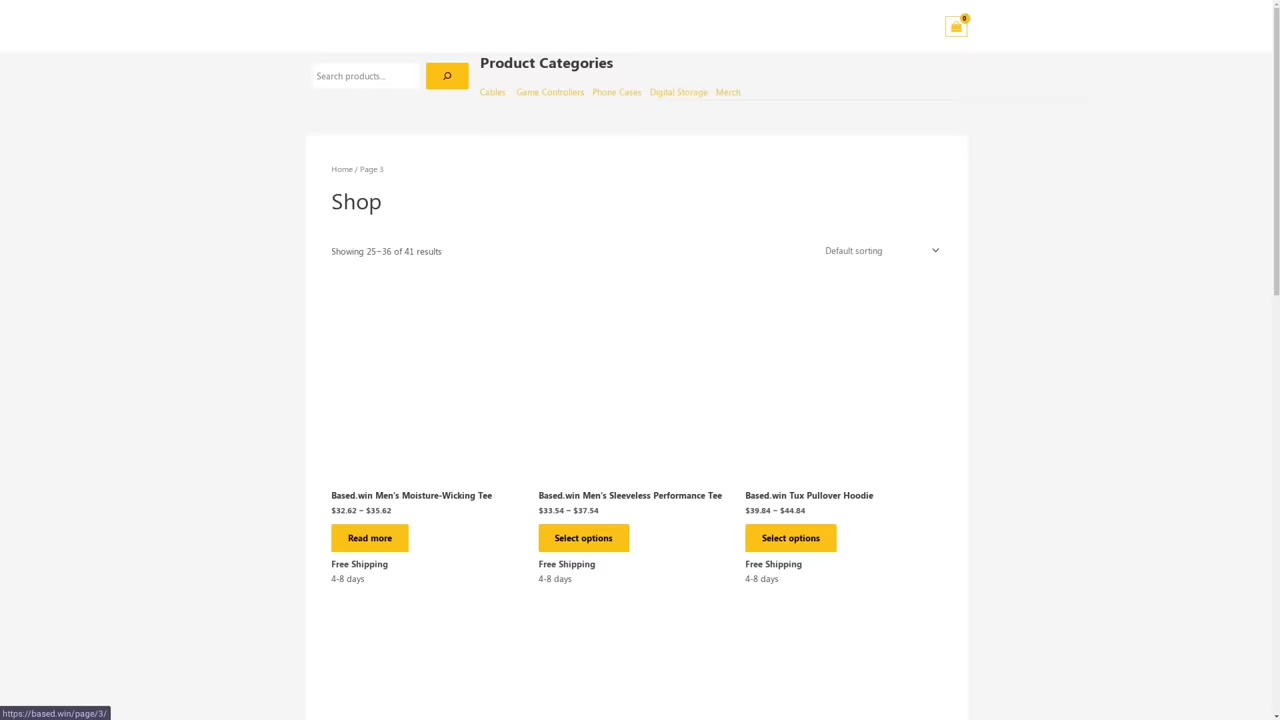 0
Search products...
Product Categories
Cables Game Controllers Phone Cases Digital Storage Merch
Home / Page 3
Shop
Showing 25–36 of 41 results
Default sorting
Based.win Men's Moisture-Wicking Tee
$32.62 – $35.62
Read more
Free Shipping
4-8 days
Based.win Men's Sleeveless Performance Tee
$33.54 – $37.54
Select options
Free Shipping
4-8 days
Based.win Tux Pullover Hoodie
$39.84 – $44.84
Select options
Free Shipping
4-8 days
https://based.win/page/3/